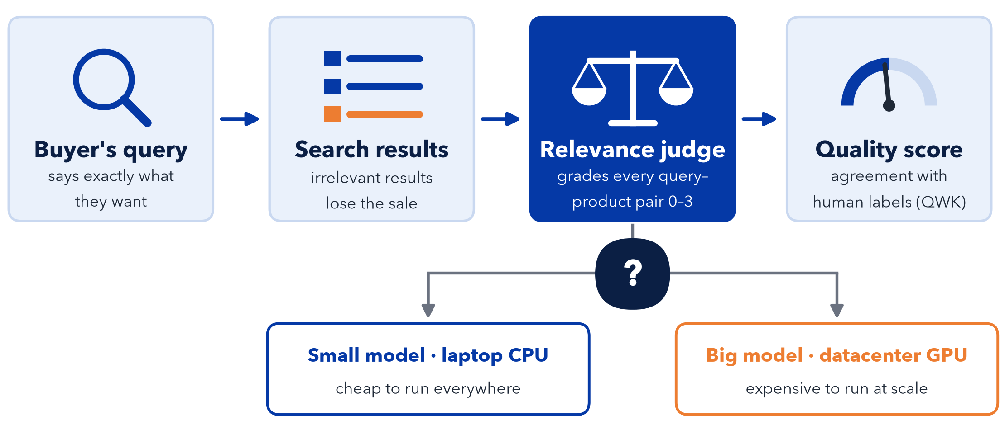 Buyer's query
says exactly what
they want
Search results
irrelevant results
lose the sale
Relevance judge
grades every query–
product pair 0–3
Quality score
agreement with
human labels (QWK)
?
Small model · laptop CPU
cheap to run everywhere
Big model · datacenter GPU
expensive to run at scale